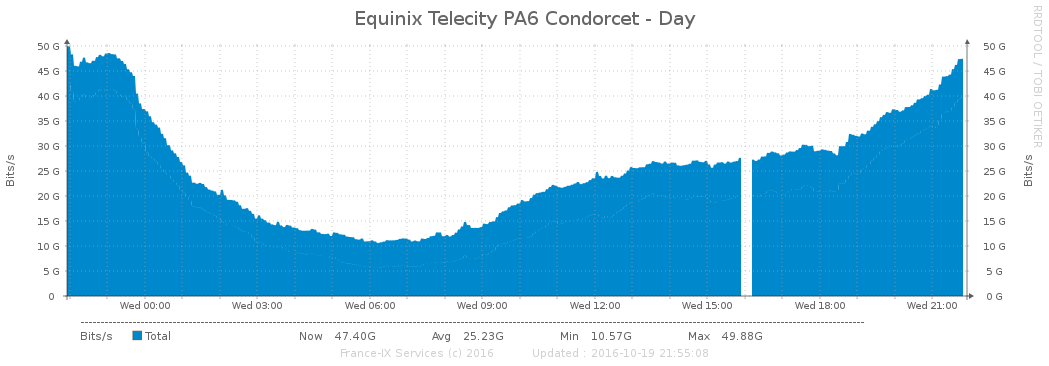 Equinix Telecity PA6 Condorcet - Day
RRDTOOL / TOBI OETIKER
Bits/s
50 G 50 G
45 G 45 G
40 G 40 G
35 G 35 G
30 G 30 G
25 G 25 G
20 G 20 G
15 G 15 G
10 G 10 G
5 G 5 G
0 0 G
Bits/s
Wed 00:00 Wed 03:00 Wed 06:00 Wed 09:00 Wed 12:00 Wed 15:00 Wed 18:00 Wed 21:00
Bits/s Total Now 47.40G Avg 25.23G Min 10.57G Max 49.88G
France-IX Services (c) 2016 Updated : 2016-10-19 21:55:08